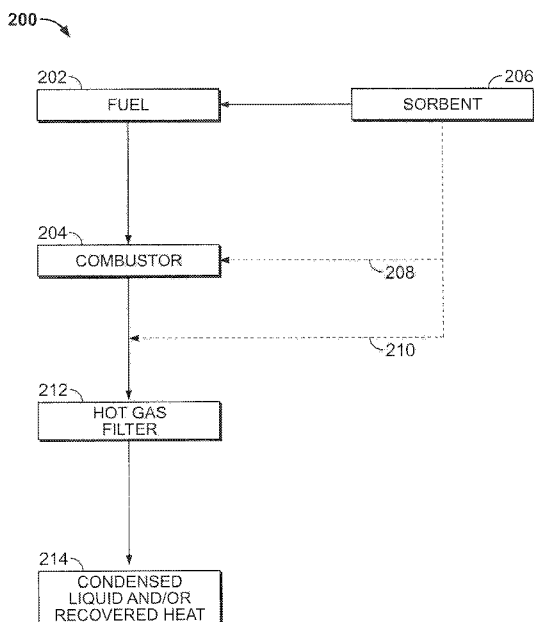 200
202
206
FUEL
SORBENT
204
COMBUSTOR
208
210
212
HOT GAS
FILTER
214
CONDENSED
LIQUID AND/OR
RECOVERED HEAT